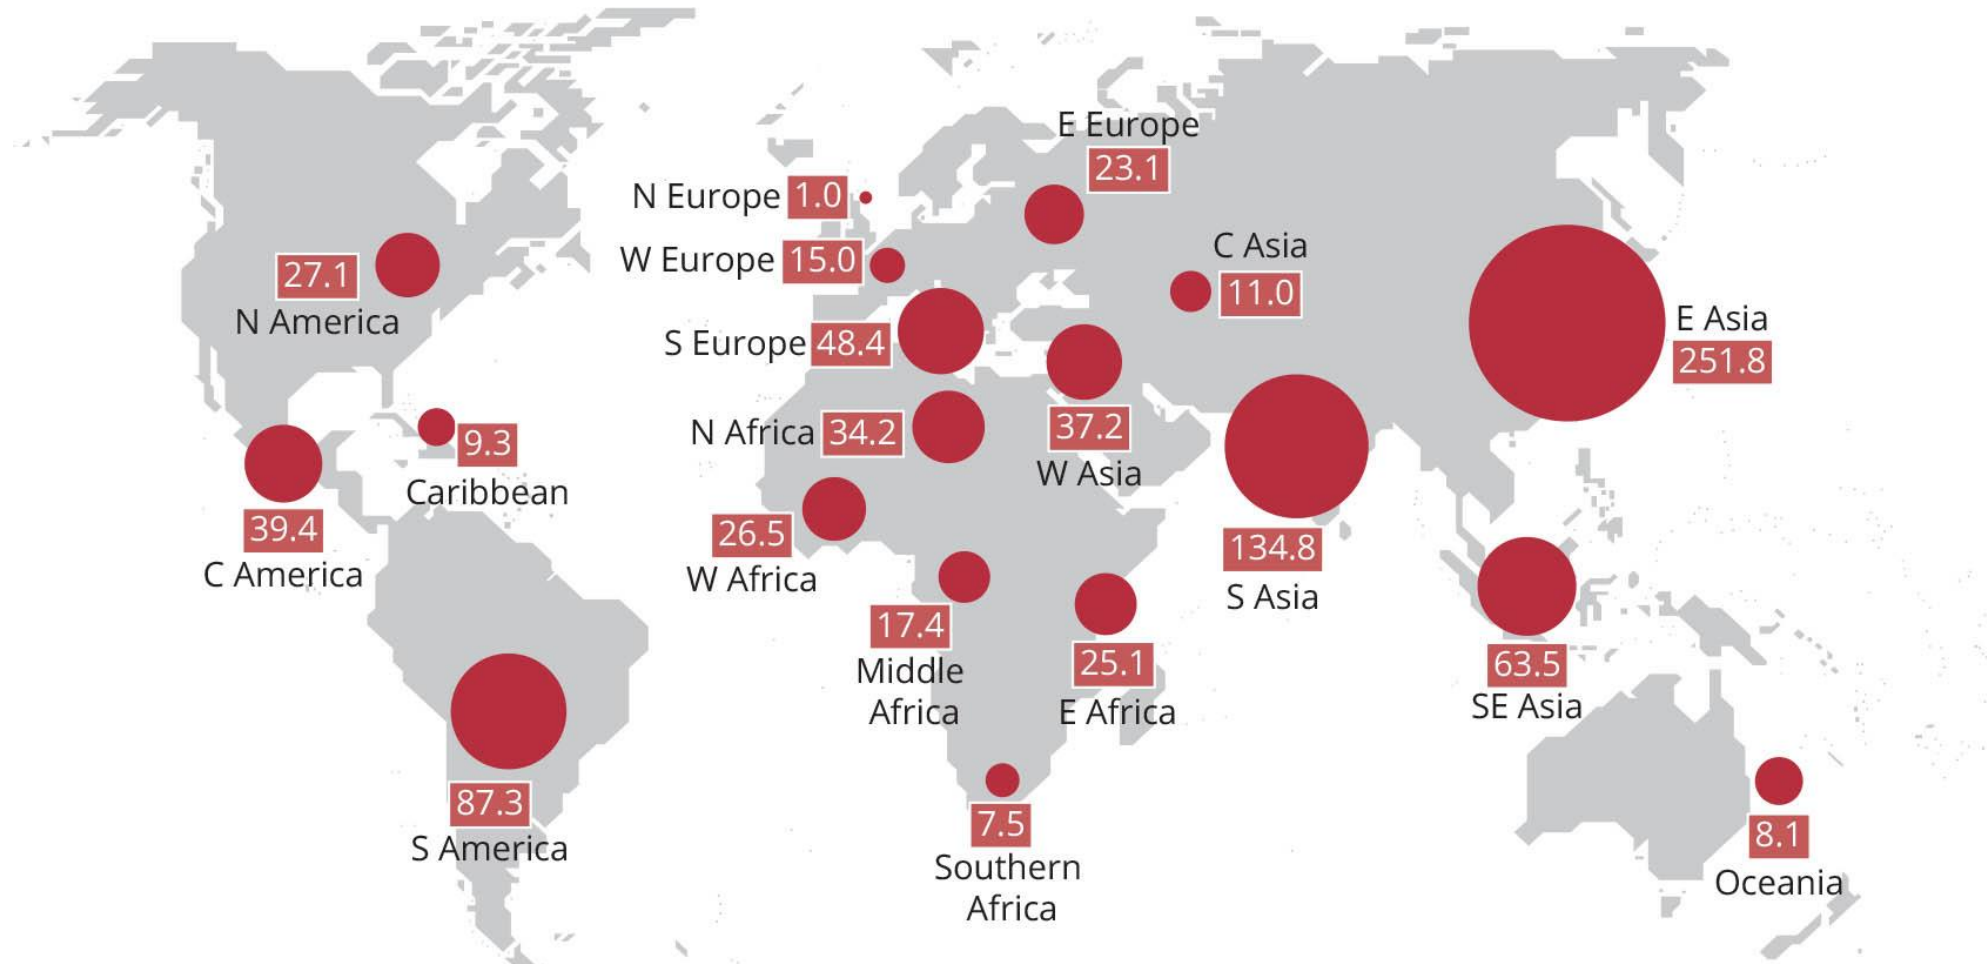 E Europe
23.1
N Europe 1.0
W Europe 15.0
C Asia
11.0
27.1
N America
S Europe 48.4
E Asia
251.8
N Africa 34.2
37.2
W Asia
9.3
Caribbean
39.4
C America
26.5
W Africa
134.8
S Asia
17.4
Middle
Africa
25.1
E Africa
63.5
SE Asia
87.3
S America
7.5
Southern
Africa
8.1
Oceania